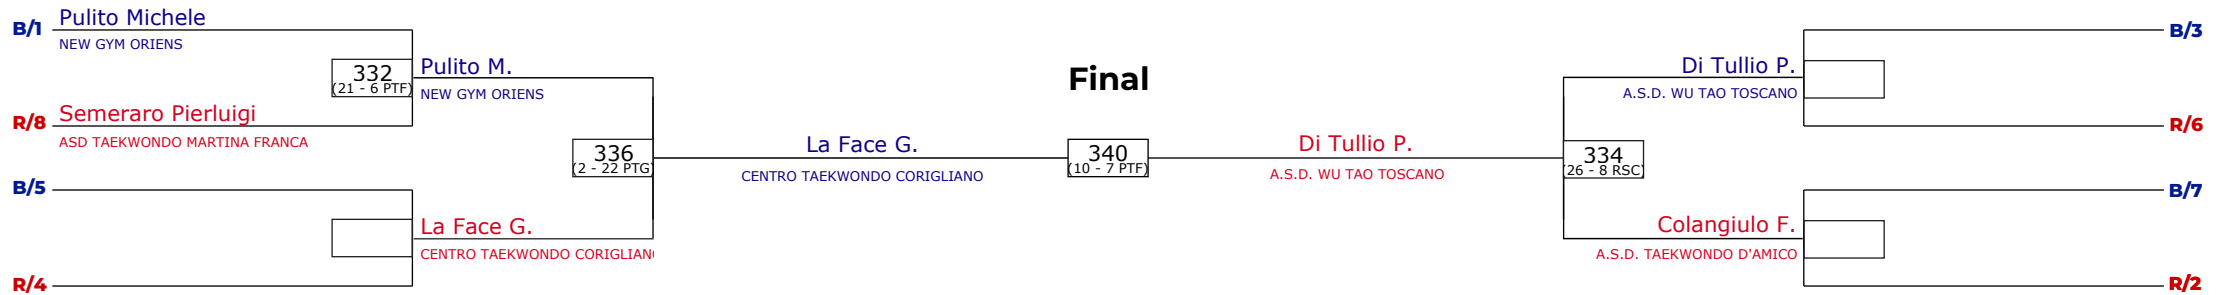 B/1
Pulito Michele
NEW GYM ORIENS
332
(21 - 6 PTF)
Pulito M.
NEW GYM ORIENS
R/8
Semeraro Pierluigi
ASD TAEKWONDO MARTINA FRANCA
336
(2 - 22 PTG)
B/5
La Face G.
CENTRO TAEKWONDO CORIGLIANO
R/4
Final
La Face G.
CENTRO TAEKWONDO CORIGLIANO
340
(10 - 7 PTF)
Di Tullio P.
A.S.D. WU TAO TOSCANO
B/3
Di Tullio P.
A.S.D. WU TAO TOSCANO
R/6
334
(26 - 8 RSC)
B/7
Colangiulo F.
A.S.D. TAEKWONDO D'AMICO
R/2